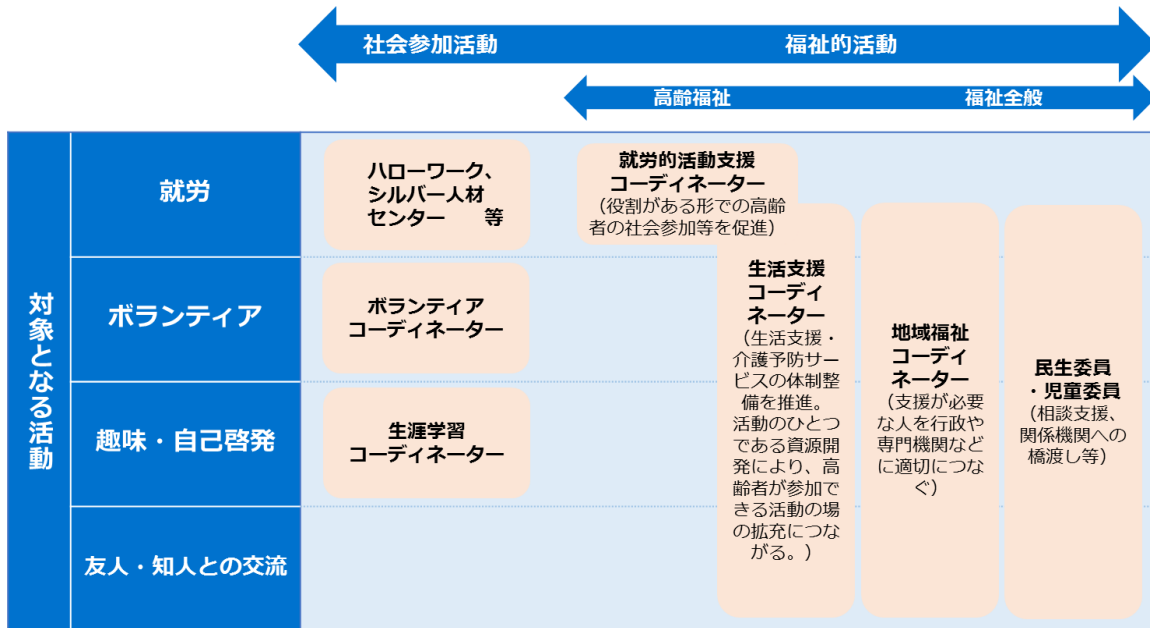 社会参加活動
福祉的活動
高齢福祉
福祉全般
対象となる活動
就労
ハローワーク、
シルバー人材
センター　等
就労的活動支援
コーディネーター
（役割がある形での高齢
者の社会参加等を促進）
ボランティア
ボランティア
コーディネーター
趣味・自己啓発
生涯学習
コーディネーター
友人・知人との交流
生活支援
コーディ
ネーター
（生活支援・
介護予防サー
ビスの体制整
備を推進。
活動のひとつ
である資源開
発により、高
齢者が参加で
きる活動の場
の拡充につな
がる。）
地域福祉
コーディ
ネーター
（支援が必要
な人を行政や
専門機関など
に適切につな
ぐ）
民生委員
・児童委員
（相談支援、
関係機関への
橋渡し等）